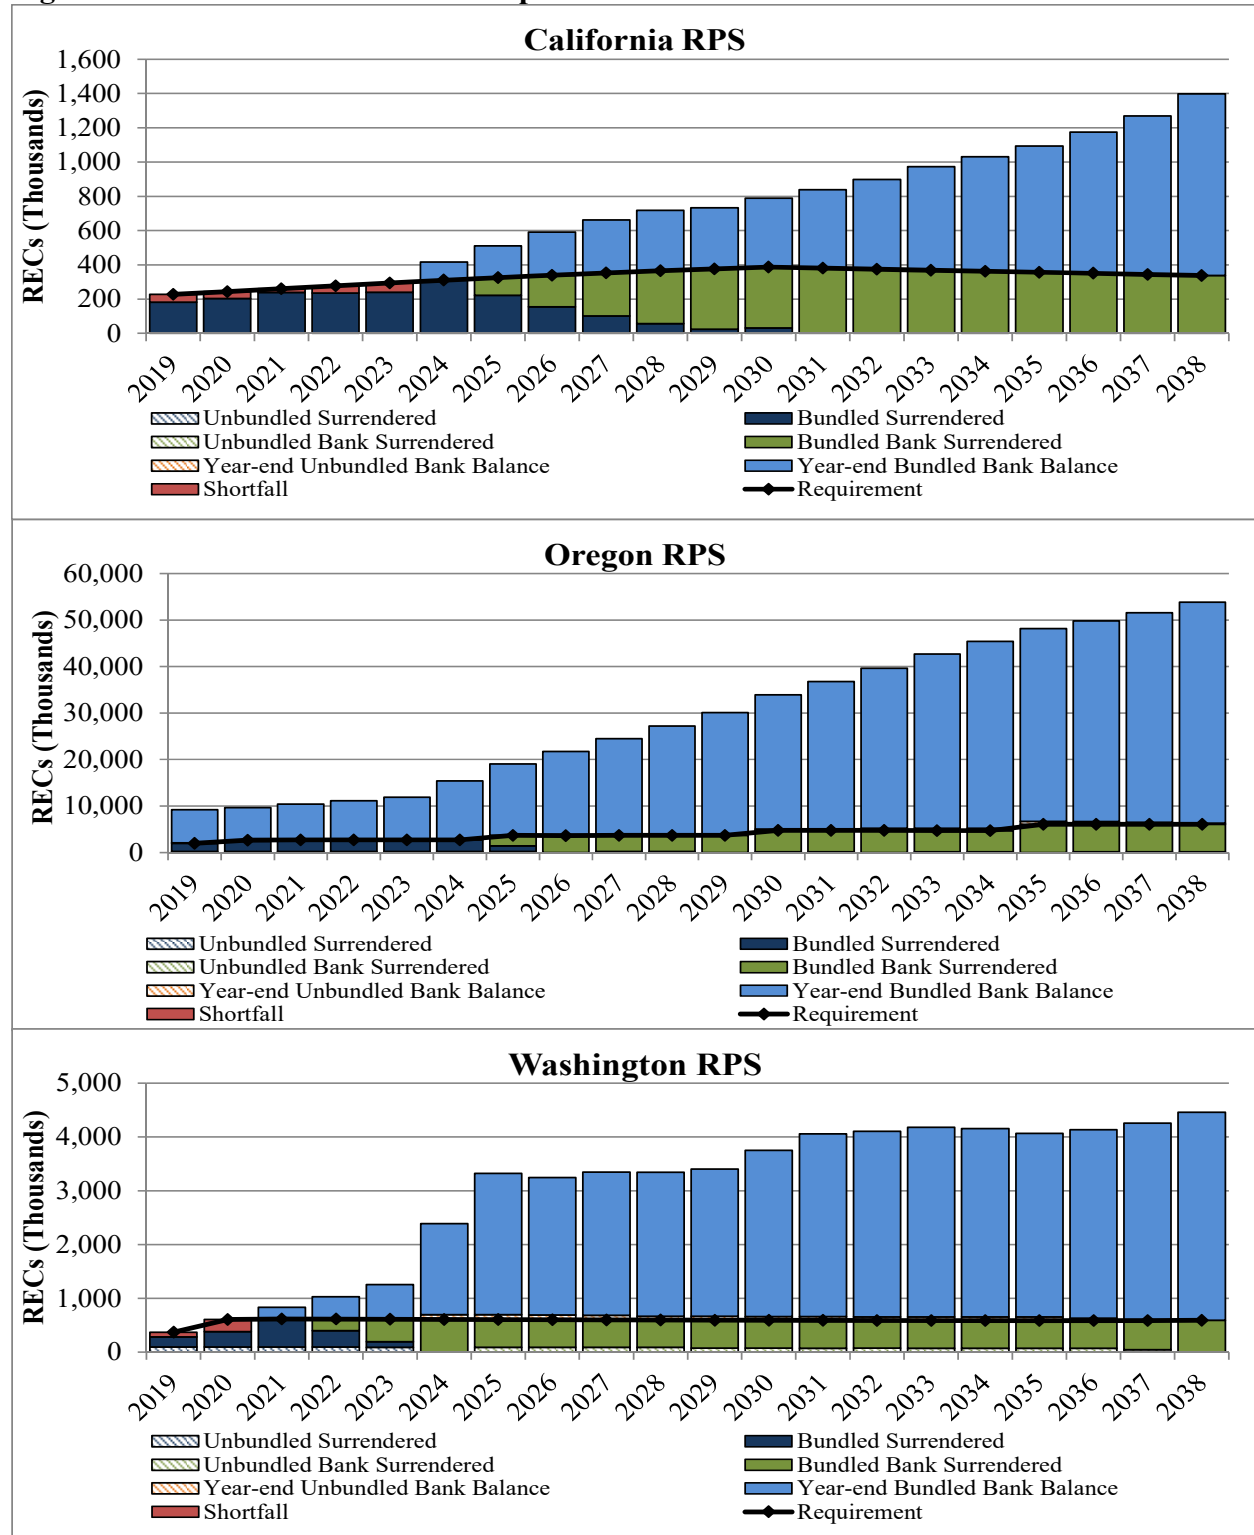 California RPS
RECs (Thousands)
1,600
1,400
1,200
1,000
800
600
400
200
0
2019 2020 2021 2022 2023 2024 2025 2026 2027 2028 2029 2030 2031 2032 2033 2034 2035 2036 2037 2038
Unbundled Surrendered Bundled Surrendered
Unbundled Bank Surrendered Bundled Bank Surrendered
Year-end Unbundled Bank Balance Year-end Bundled Bank Balance
Shortfall Requirement
Oregon RPS
RECs (Thousands)
60,000
50,000
40,000
30,000
20,000
10,000
0
2019 2020 2021 2022 2023 2024 2025 2026 2027 2028 2029 2030 2031 2032 2033 2034 2035 2036 2037 2038
Unbundled Surrendered Bundled Surrendered
Unbundled Bank Surrendered Bundled Bank Surrendered
Year-end Unbundled Bank Balance Year-end Bundled Bank Balance
Shortfall Requirement
Washington RPS
RECs (Thousands)
5,000
4,000
3,000
2,000
1,000
0
2019 2020 2021 2022 2023 2024 2025 2026 2027 2028 2029 2030 2031 2032 2033 2034 2035 2036 2037 2038
Unbundled Surrendered Bundled Surrendered
Unbundled Bank Surrendered Bundled Bank Surrendered
Year-end Unbundled Bank Balance Year-end Bundled Bank Balance
Shortfall Requirement